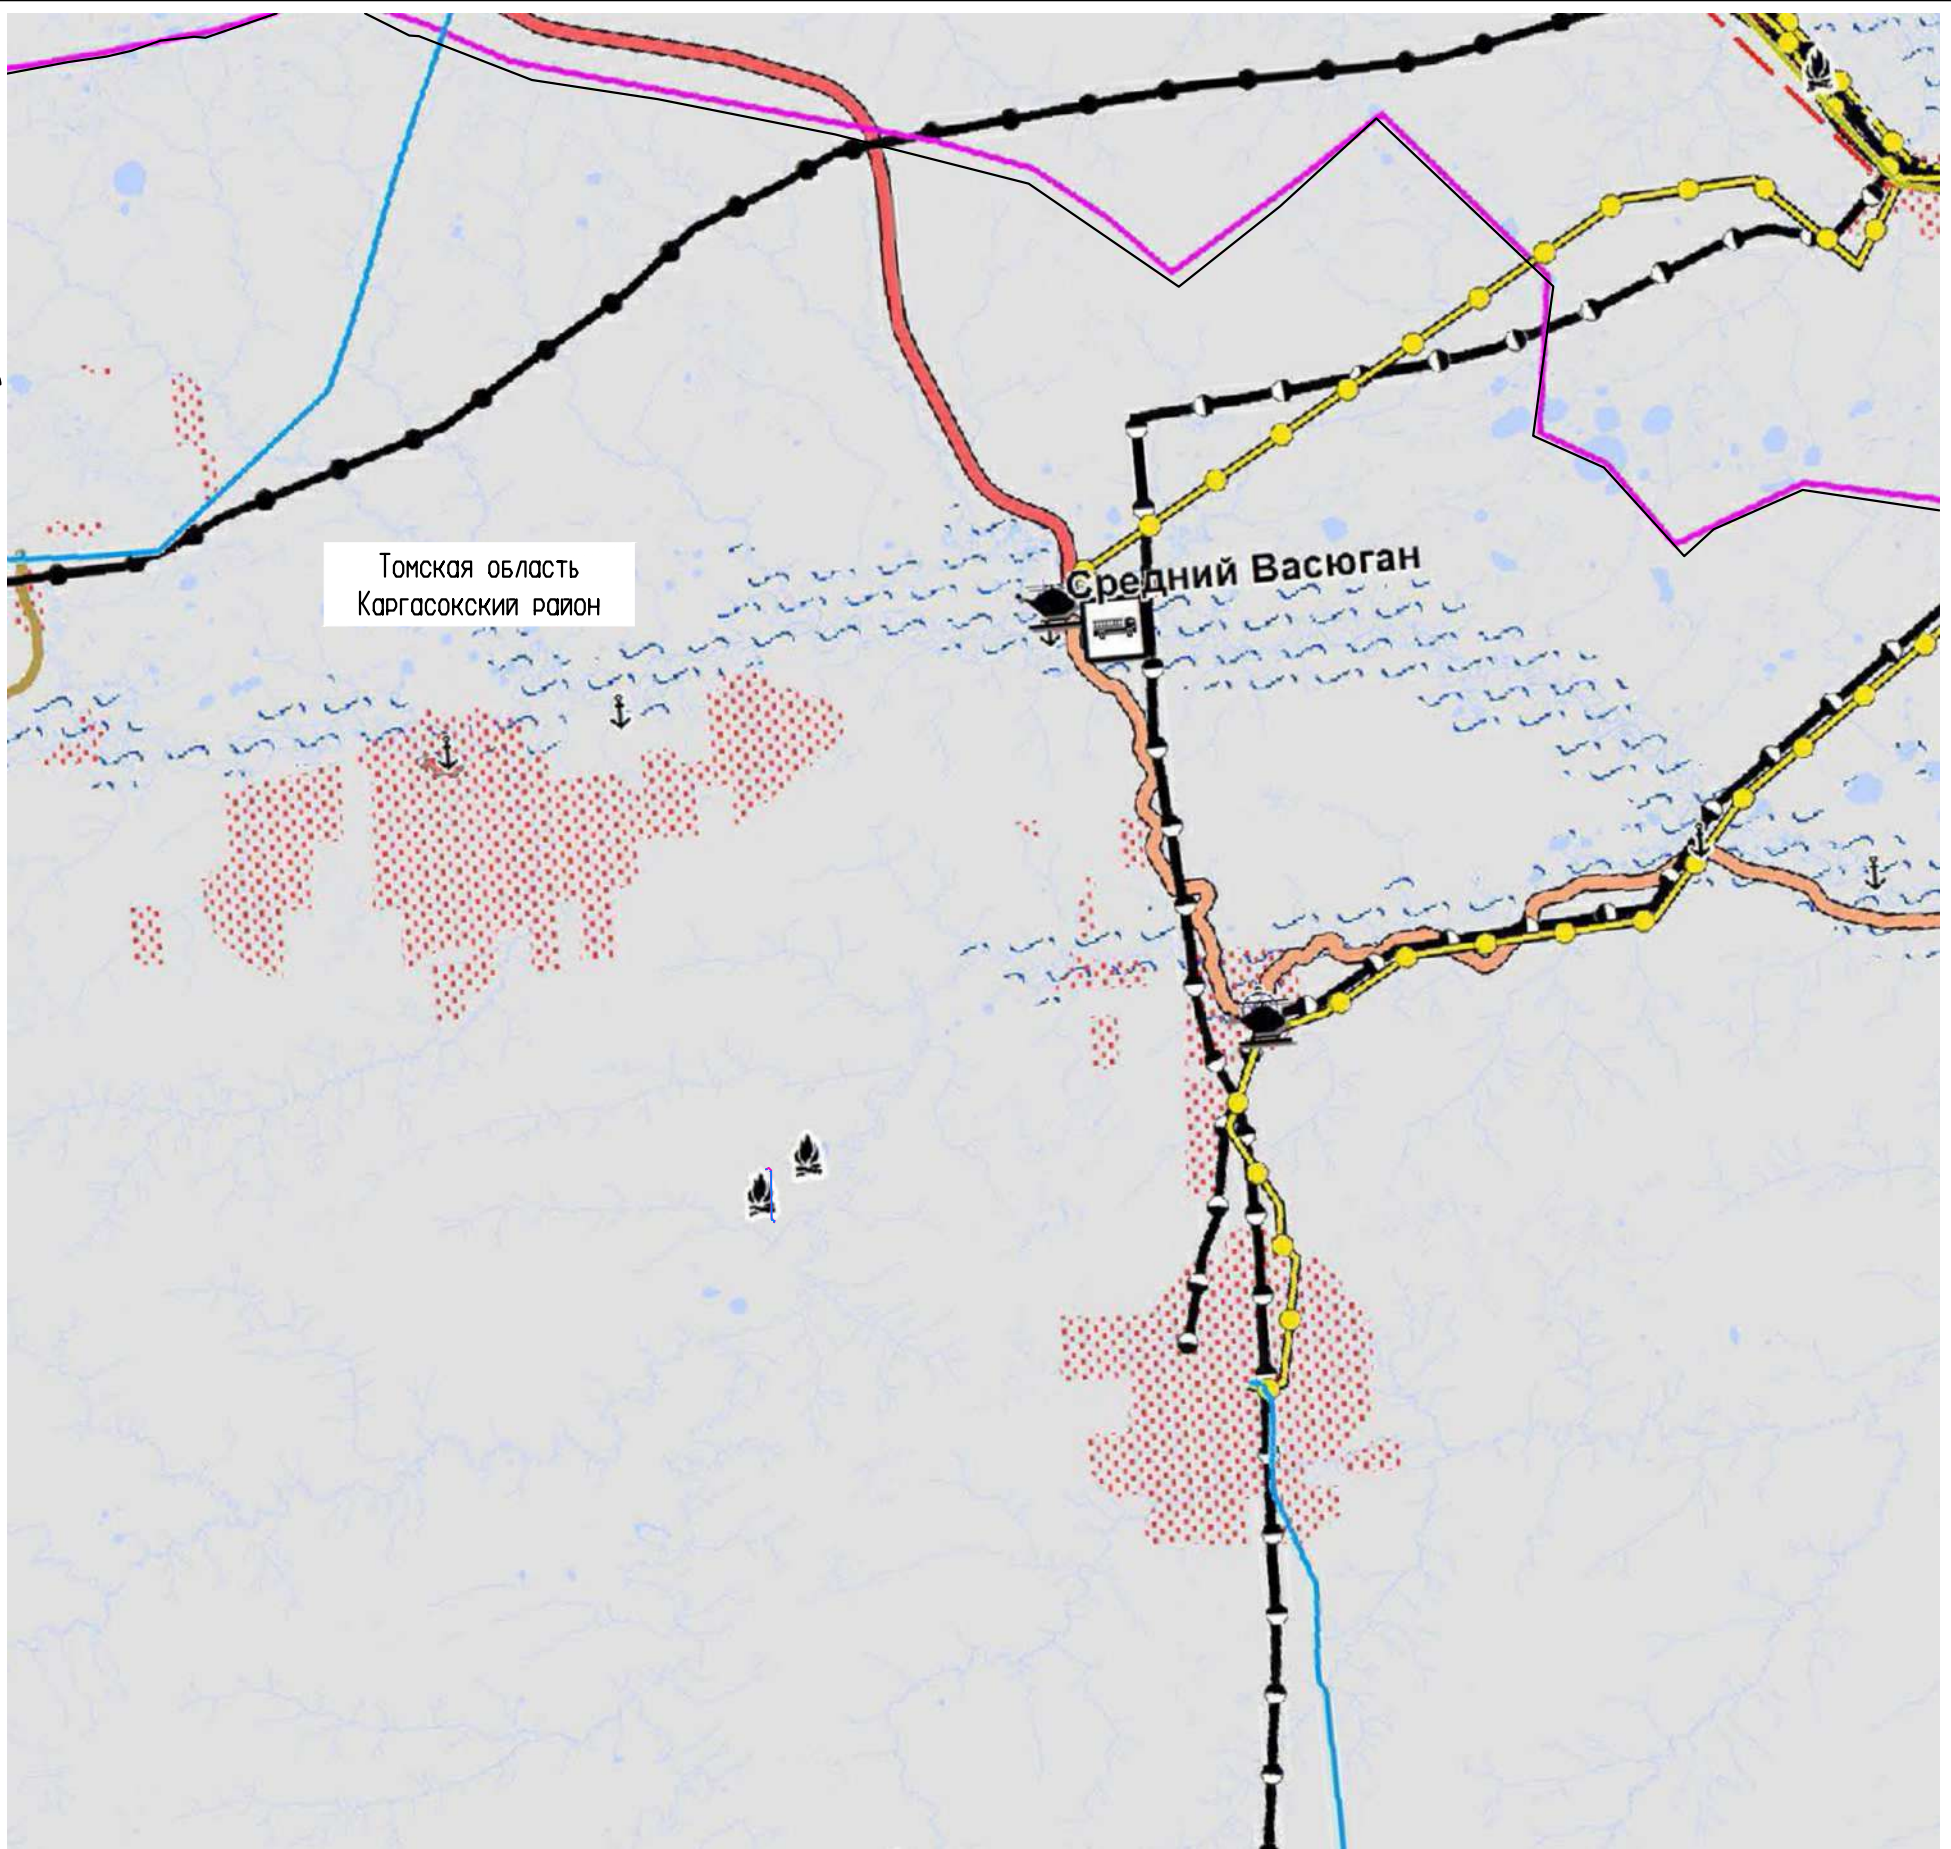 Томская область
Каргасокский район
Средний Васюган